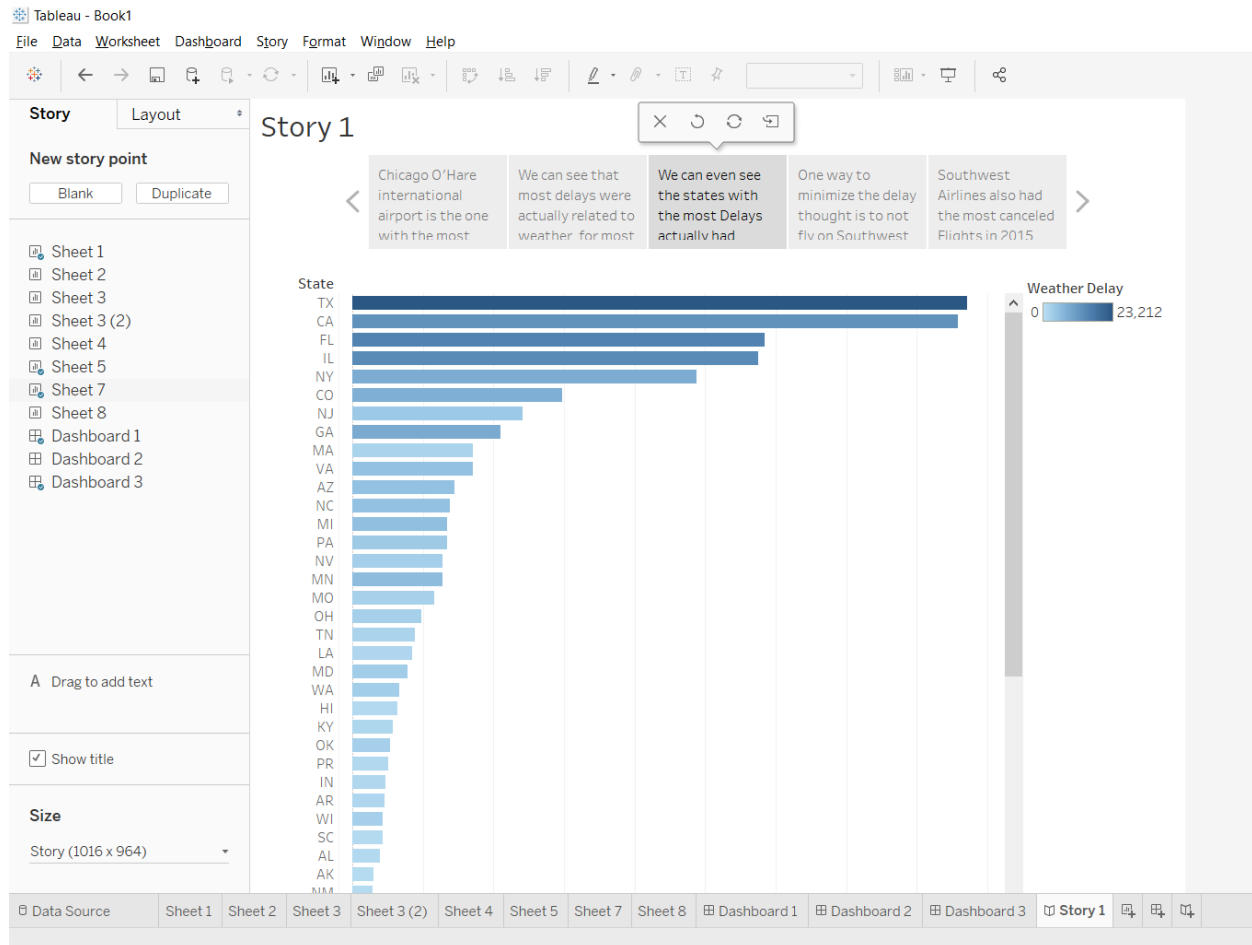 Tableau - Book1
File Data Worksheet Dashboard Story Format Window Help
Story
Layout
New story point
Blank
Duplicate
Sheet 1
Sheet 2
Sheet 3
Sheet 3 (2)
Sheet 4
Sheet 5
Sheet 7
Sheet 8
Dashboard 1
Dashboard 2
Dashboard 3
A Drag to add text
Show title
Size
Story (1016 x 964)
Story 1
Chicago O'Hare
international
airport is the one
with the most
We can see that
most delays were
actually related to
weather for most
We can even see
the states with
the most Delays
actually had
One way to
minimize the delay
thought is to not
fly on Southwest
Southwest
Airlines also had
the most canceled
Flights in 2015
State
TX
CA
FL
IL
NY
CO
NJ
GA
MA
VA
AZ
NC
MI
PA
NV
MN
MO
OH
TN
LA
MD
WA
HI
KY
OK
PR
IN
AR
WI
SC
AL
AK
NM
Weather Delay
0 23,212
Data Source Sheet 1 Sheet 2 Sheet 3 Sheet 3 (2) Sheet 4 Sheet 5 Sheet 7 Sheet 8 Dashboard 1 Dashboard 2 Dashboard 3 Story 1